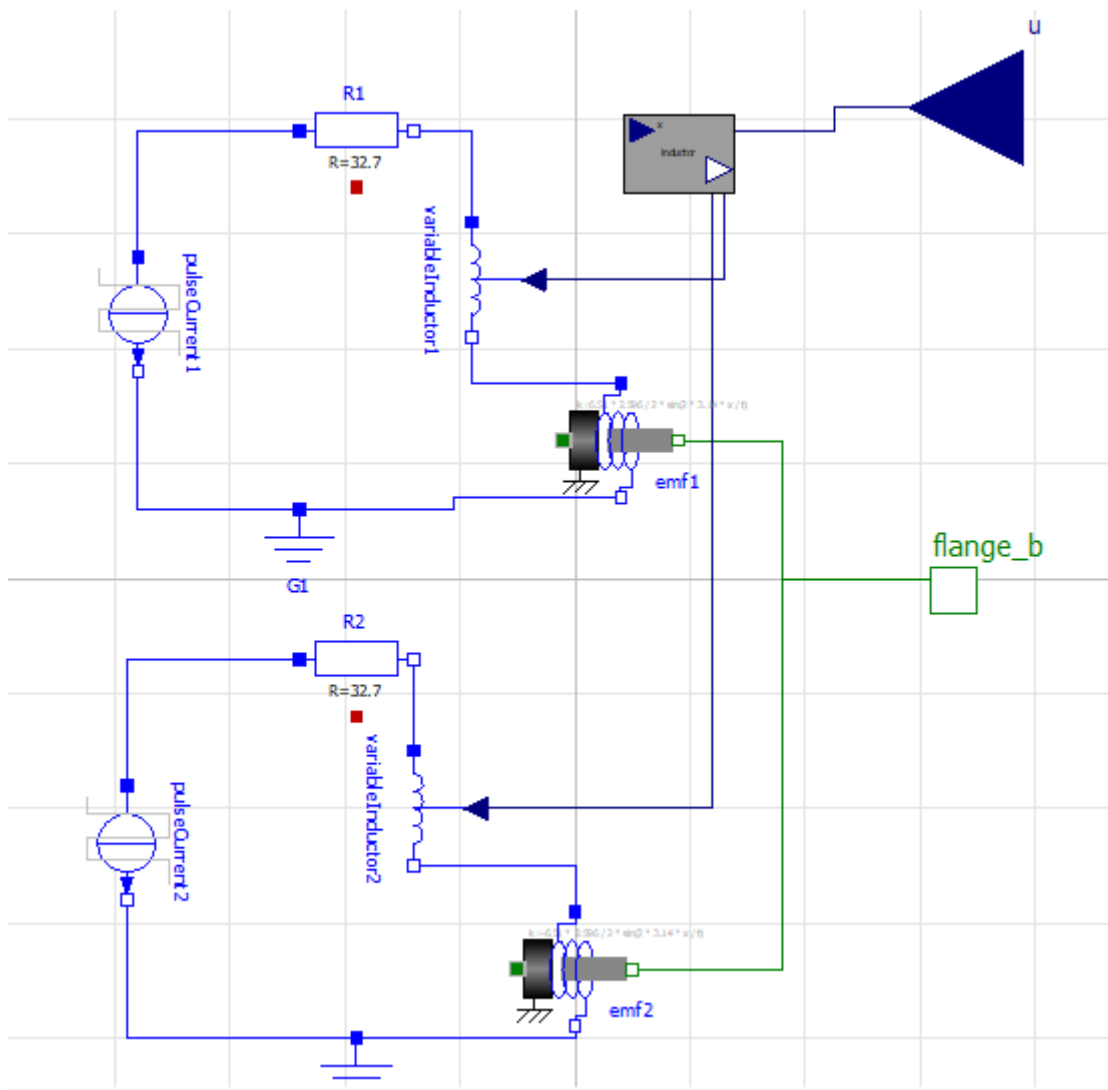 u
R1
R=32.7
x
inductor
variableInductor1
pulseCurrent1
emf1
flange_b
G1
R2
R=32.7
variableInductor2
pulseCurrent2
emf2